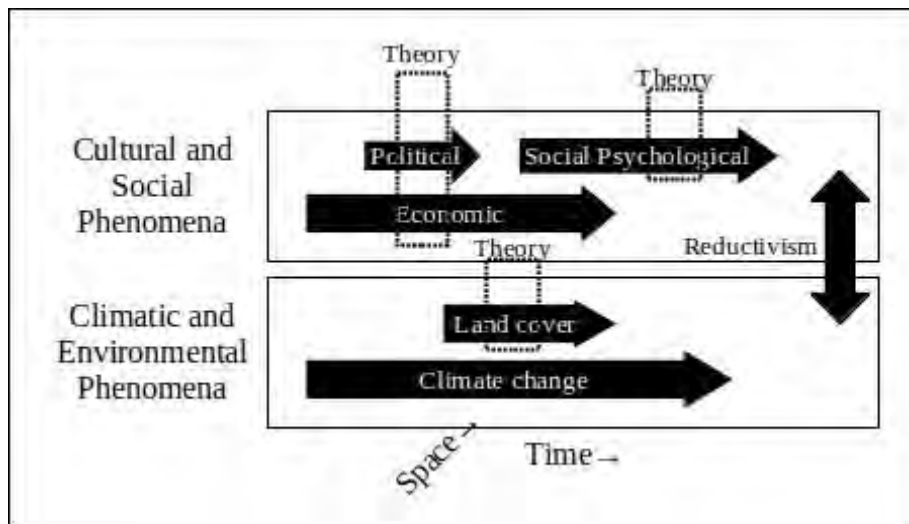 Theory
Theory
Cultural and
Social
Phenomena
Political
Social Psychological
Economic
Theory
Reductivism
Climatic and
Environmental
Phenomena
Land cover
Climate change
Space→
Time→